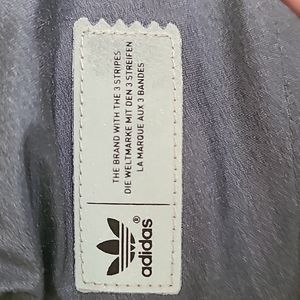 THE BRAND WITH THE 3 STRIPES
DIE WELTMARKE MIT DEN 3 STREIFEN
LA MARQUE AUX 3 BANDES
adidas®